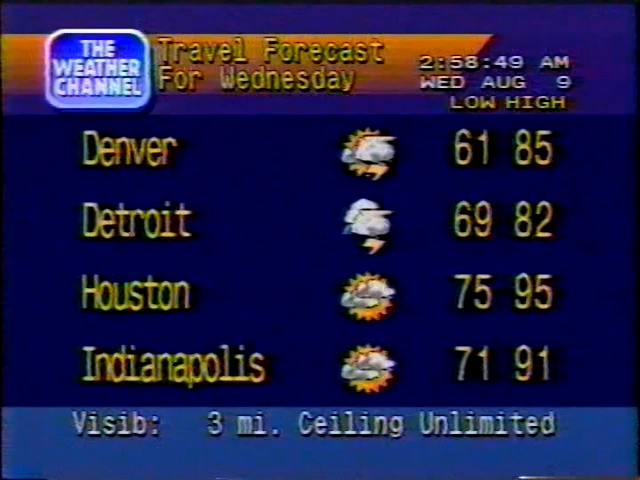 THE
WEATHER
CHANNEL
Travel Forecast
For Wednesday
2:58:49 AM
WED AUG 9
LOW HIGH
Denver 61 85
Detroit 69 82
Houston 75 95
Indianapolis 71 91
Visib: 3 mi. Ceiling Unlimited